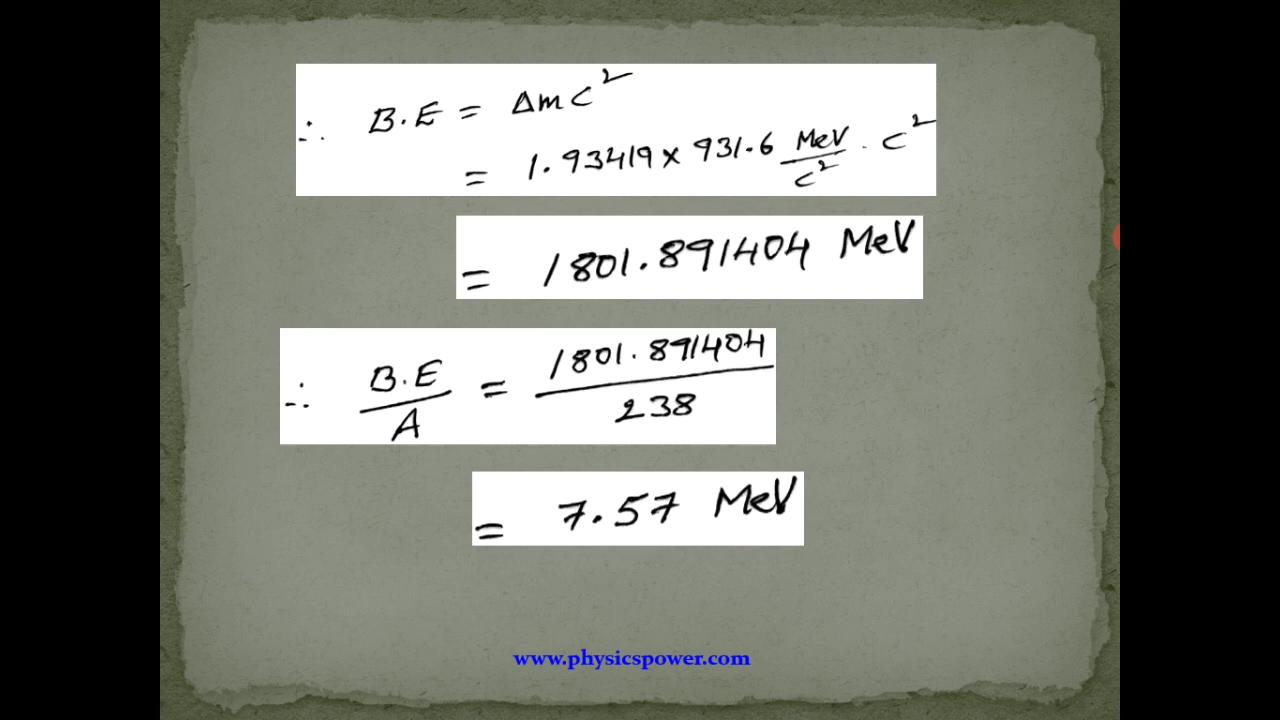 ∴ B.E = Δmc²
= 1.93419 × 931.6 MeV/c² · c²
= 1801.891404 MeV
∴ B.E/A = 1801.891404/238
= 7.57 MeV
www.physicspower.com